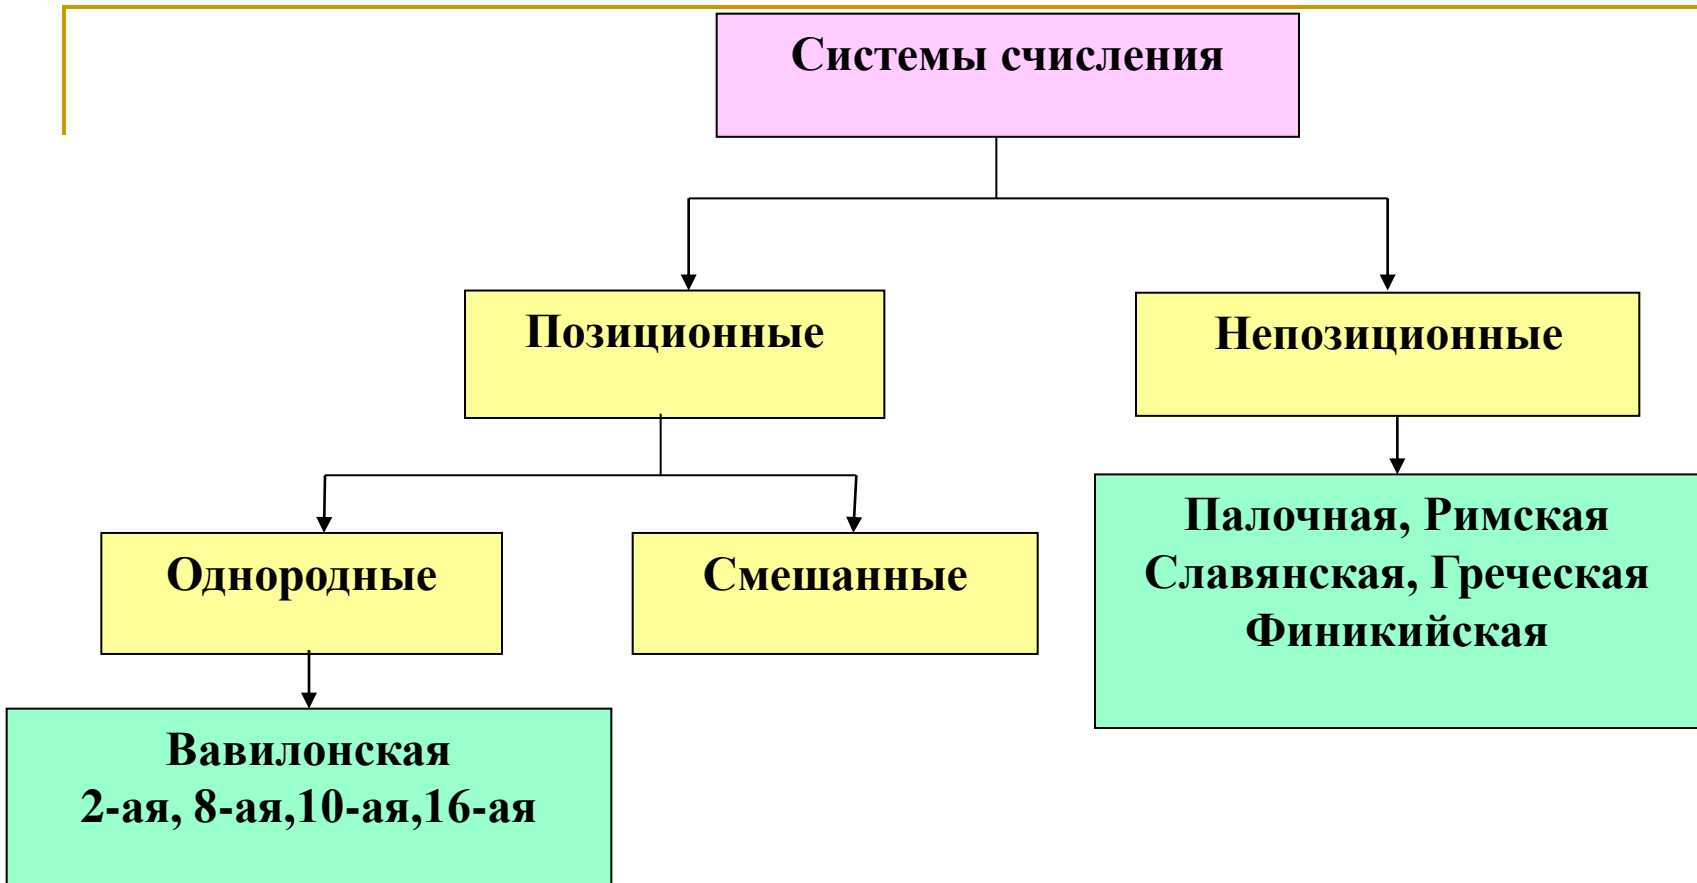 Системы счисления
Позиционные
Непозиционные
Однородные
Смешанные
Палочная, Римская
Славянская, Греческая
Финикийская
Вавилонская
2-ая, 8-ая,10-ая,16-ая